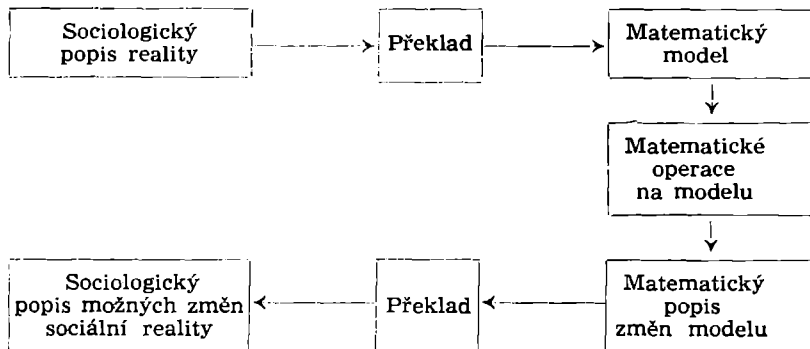 Sociologický
popis reality
Překlad
Matematický
model
Matematické
operace
na modelu
Matematický
popis
změn modelu
Překlad
Sociologický
popis možných změn
sociální reality